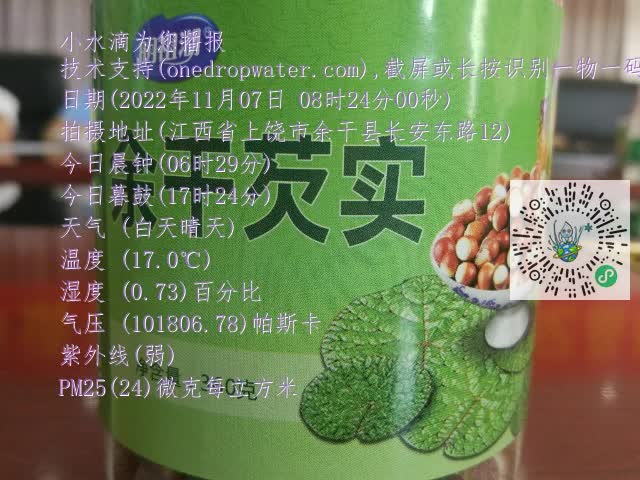 小水滴为您播报
技术支持(onedropwater.com),截屏或长按识别一物一码
日期(2022年11月07日 08时24分00秒)
拍摄地址(江西省上饶市余干县长安东路12)
今日晨钟(06时29分)
余干芡实
今日暮鼓(17时24分)
天气 (白天晴天)
温度 (17.0℃)
湿度 (0.73)百分比
气压 (101806.78)帕斯卡
紫外线(弱)
净含量
PM25(24)微克每立方米